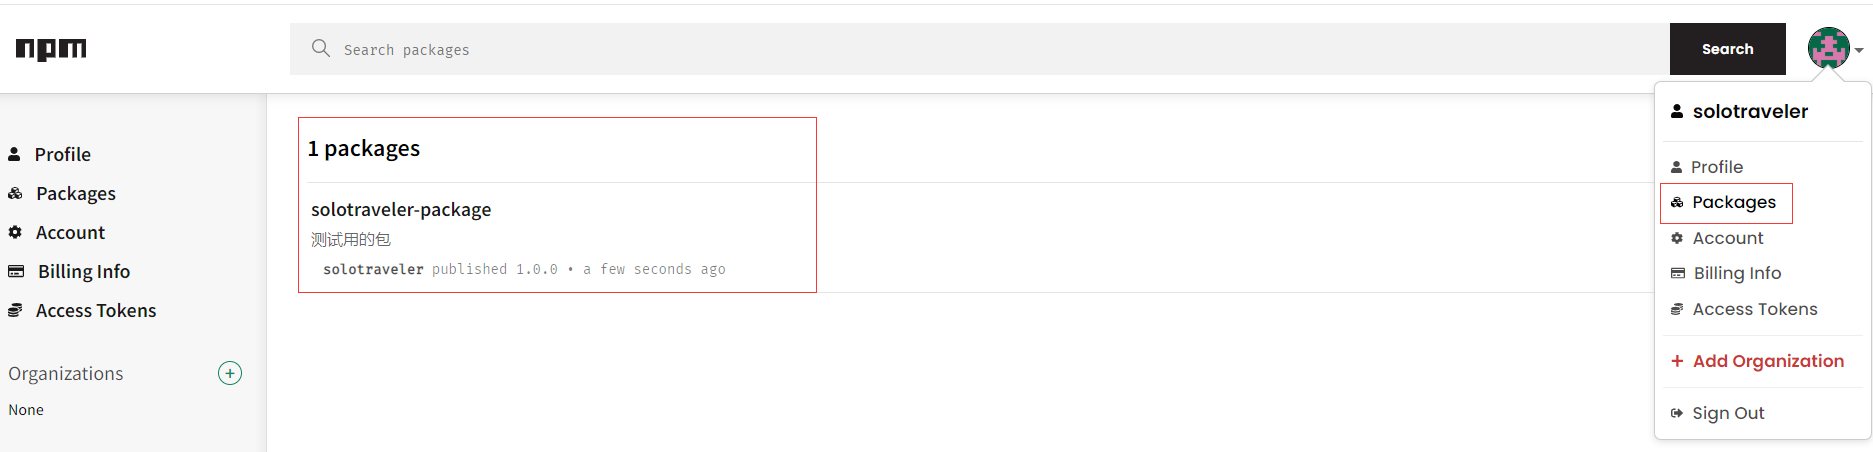 npm
Search packages
Search
Profile
Packages
Account
Billing Info
Access Tokens
Organizations
None
1 packages
solotraveler-package
测试用的包
solotraveler published 1.0.0 • a few seconds ago
solotraveler
Profile
Packages
Account
Billing Info
Access Tokens
+ Add Organization
Sign Out